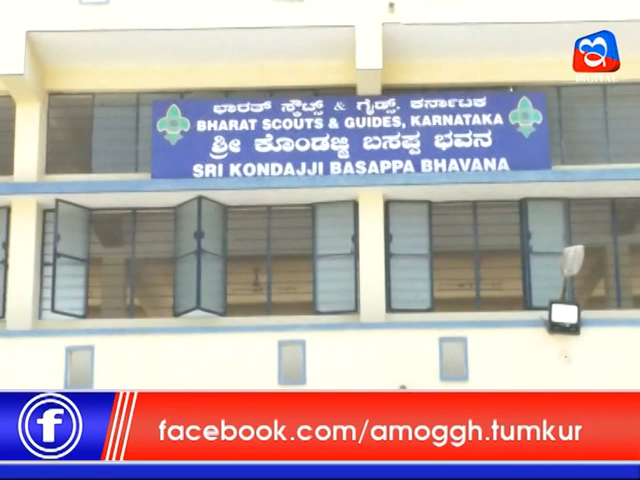 ಭಾರತ್ ಸ್ಕೌಟ್ಸ್ & ಗೈಡ್ಸ್, ಕರ್ನಾಟಕ
BHARAT SCOUTS & GUIDES, KARNATAKA
ಶ್ರೀ ಕೊಂಡಜ್ಜಿ ಬಸಪ್ಪ ಭವನ
SRI KONDAJJI BASAPPA BHAVANA
facebook.com/amoggh.tumkur